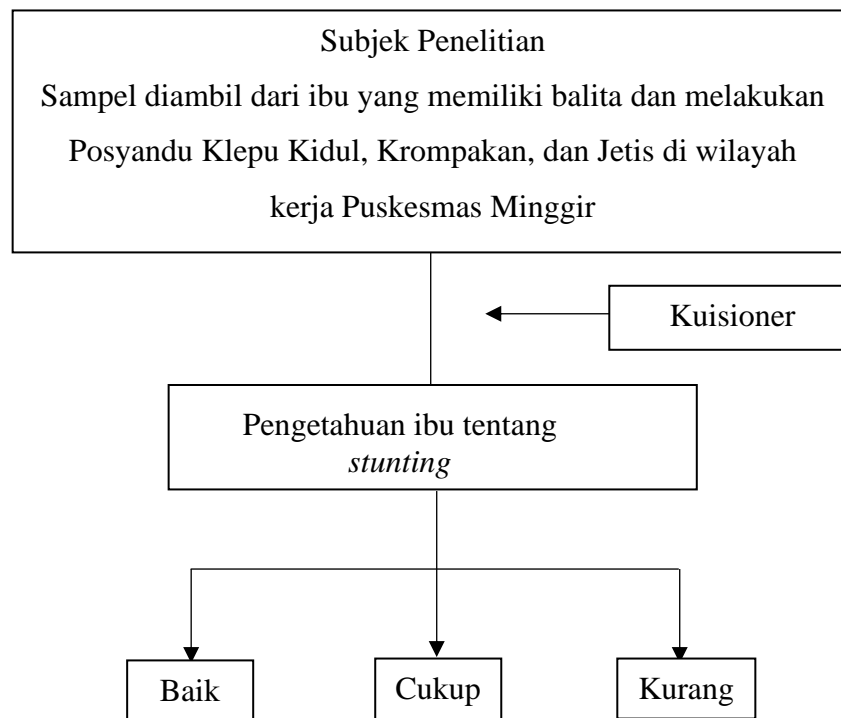 Subjek Penelitian
Sampel diambil dari ibu yang memiliki balita dan melakukan
Posyandu Klepu Kidul, Krompakan, dan Jetis di wilayah
kerja Puskesmas Minggir
Kuisioner
Pengetahuan ibu tentang
stunting
Baik
Cukup
Kurang